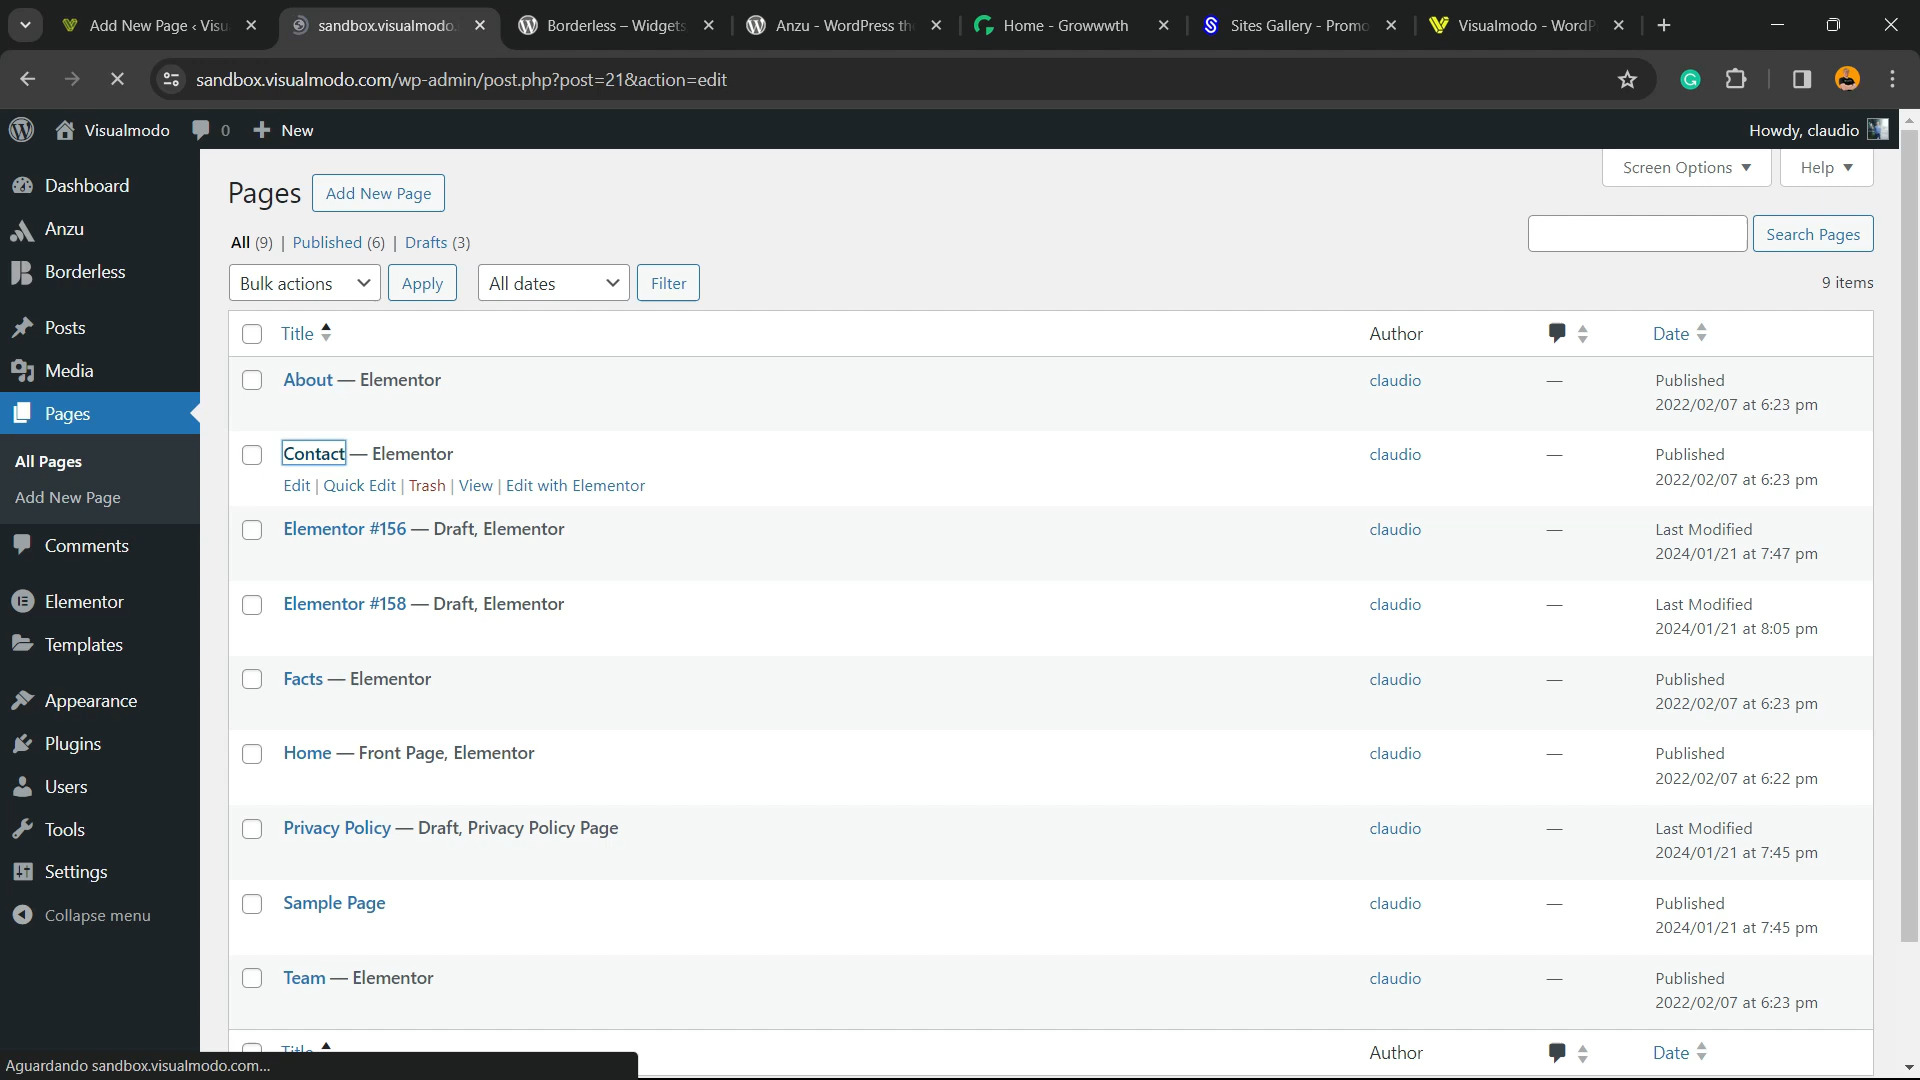 Add New Page ‹ Visu
sandbox.visualmodo.
Borderless – Widgets
Anzu - WordPress th
Home - Growwwth
Sites Gallery - Promo
Visualmodo - WordP
sandbox.visualmodo.com/wp-admin/post.php?post=21&action=edit
Visualmodo 0 New Howdy, claudio
Dashboard
Anzu
Borderless
Posts
Media
Pages
All Pages
Add New Page
Comments
Elementor
Templates
Appearance
Plugins
Users
Tools
Settings
Collapse menu
Screen Options Help
Pages Add New Page
All (9) | Published (6) | Drafts (3)
Search Pages
Bulk actions Apply All dates Filter 9 items
Title Author Date
About — Elementor claudio — Published
2022/02/07 at 6:23 pm
Contact — Elementor claudio — Published
2022/02/07 at 6:23 pm
Edit | Quick Edit | Trash | View | Edit with Elementor
Elementor #156 — Draft, Elementor claudio — Last Modified
2024/01/21 at 7:47 pm
Elementor #158 — Draft, Elementor claudio — Last Modified
2024/01/21 at 8:05 pm
Facts — Elementor claudio — Published
2022/02/07 at 6:23 pm
Home — Front Page, Elementor claudio — Published
2022/02/07 at 6:22 pm
Privacy Policy — Draft, Privacy Policy Page claudio — Last Modified
2024/01/21 at 7:45 pm
Sample Page claudio — Published
2024/01/21 at 7:45 pm
Team — Elementor claudio — Published
2022/02/07 at 6:23 pm
Title Author Date
Aguardando sandbox.visualmodo.com...